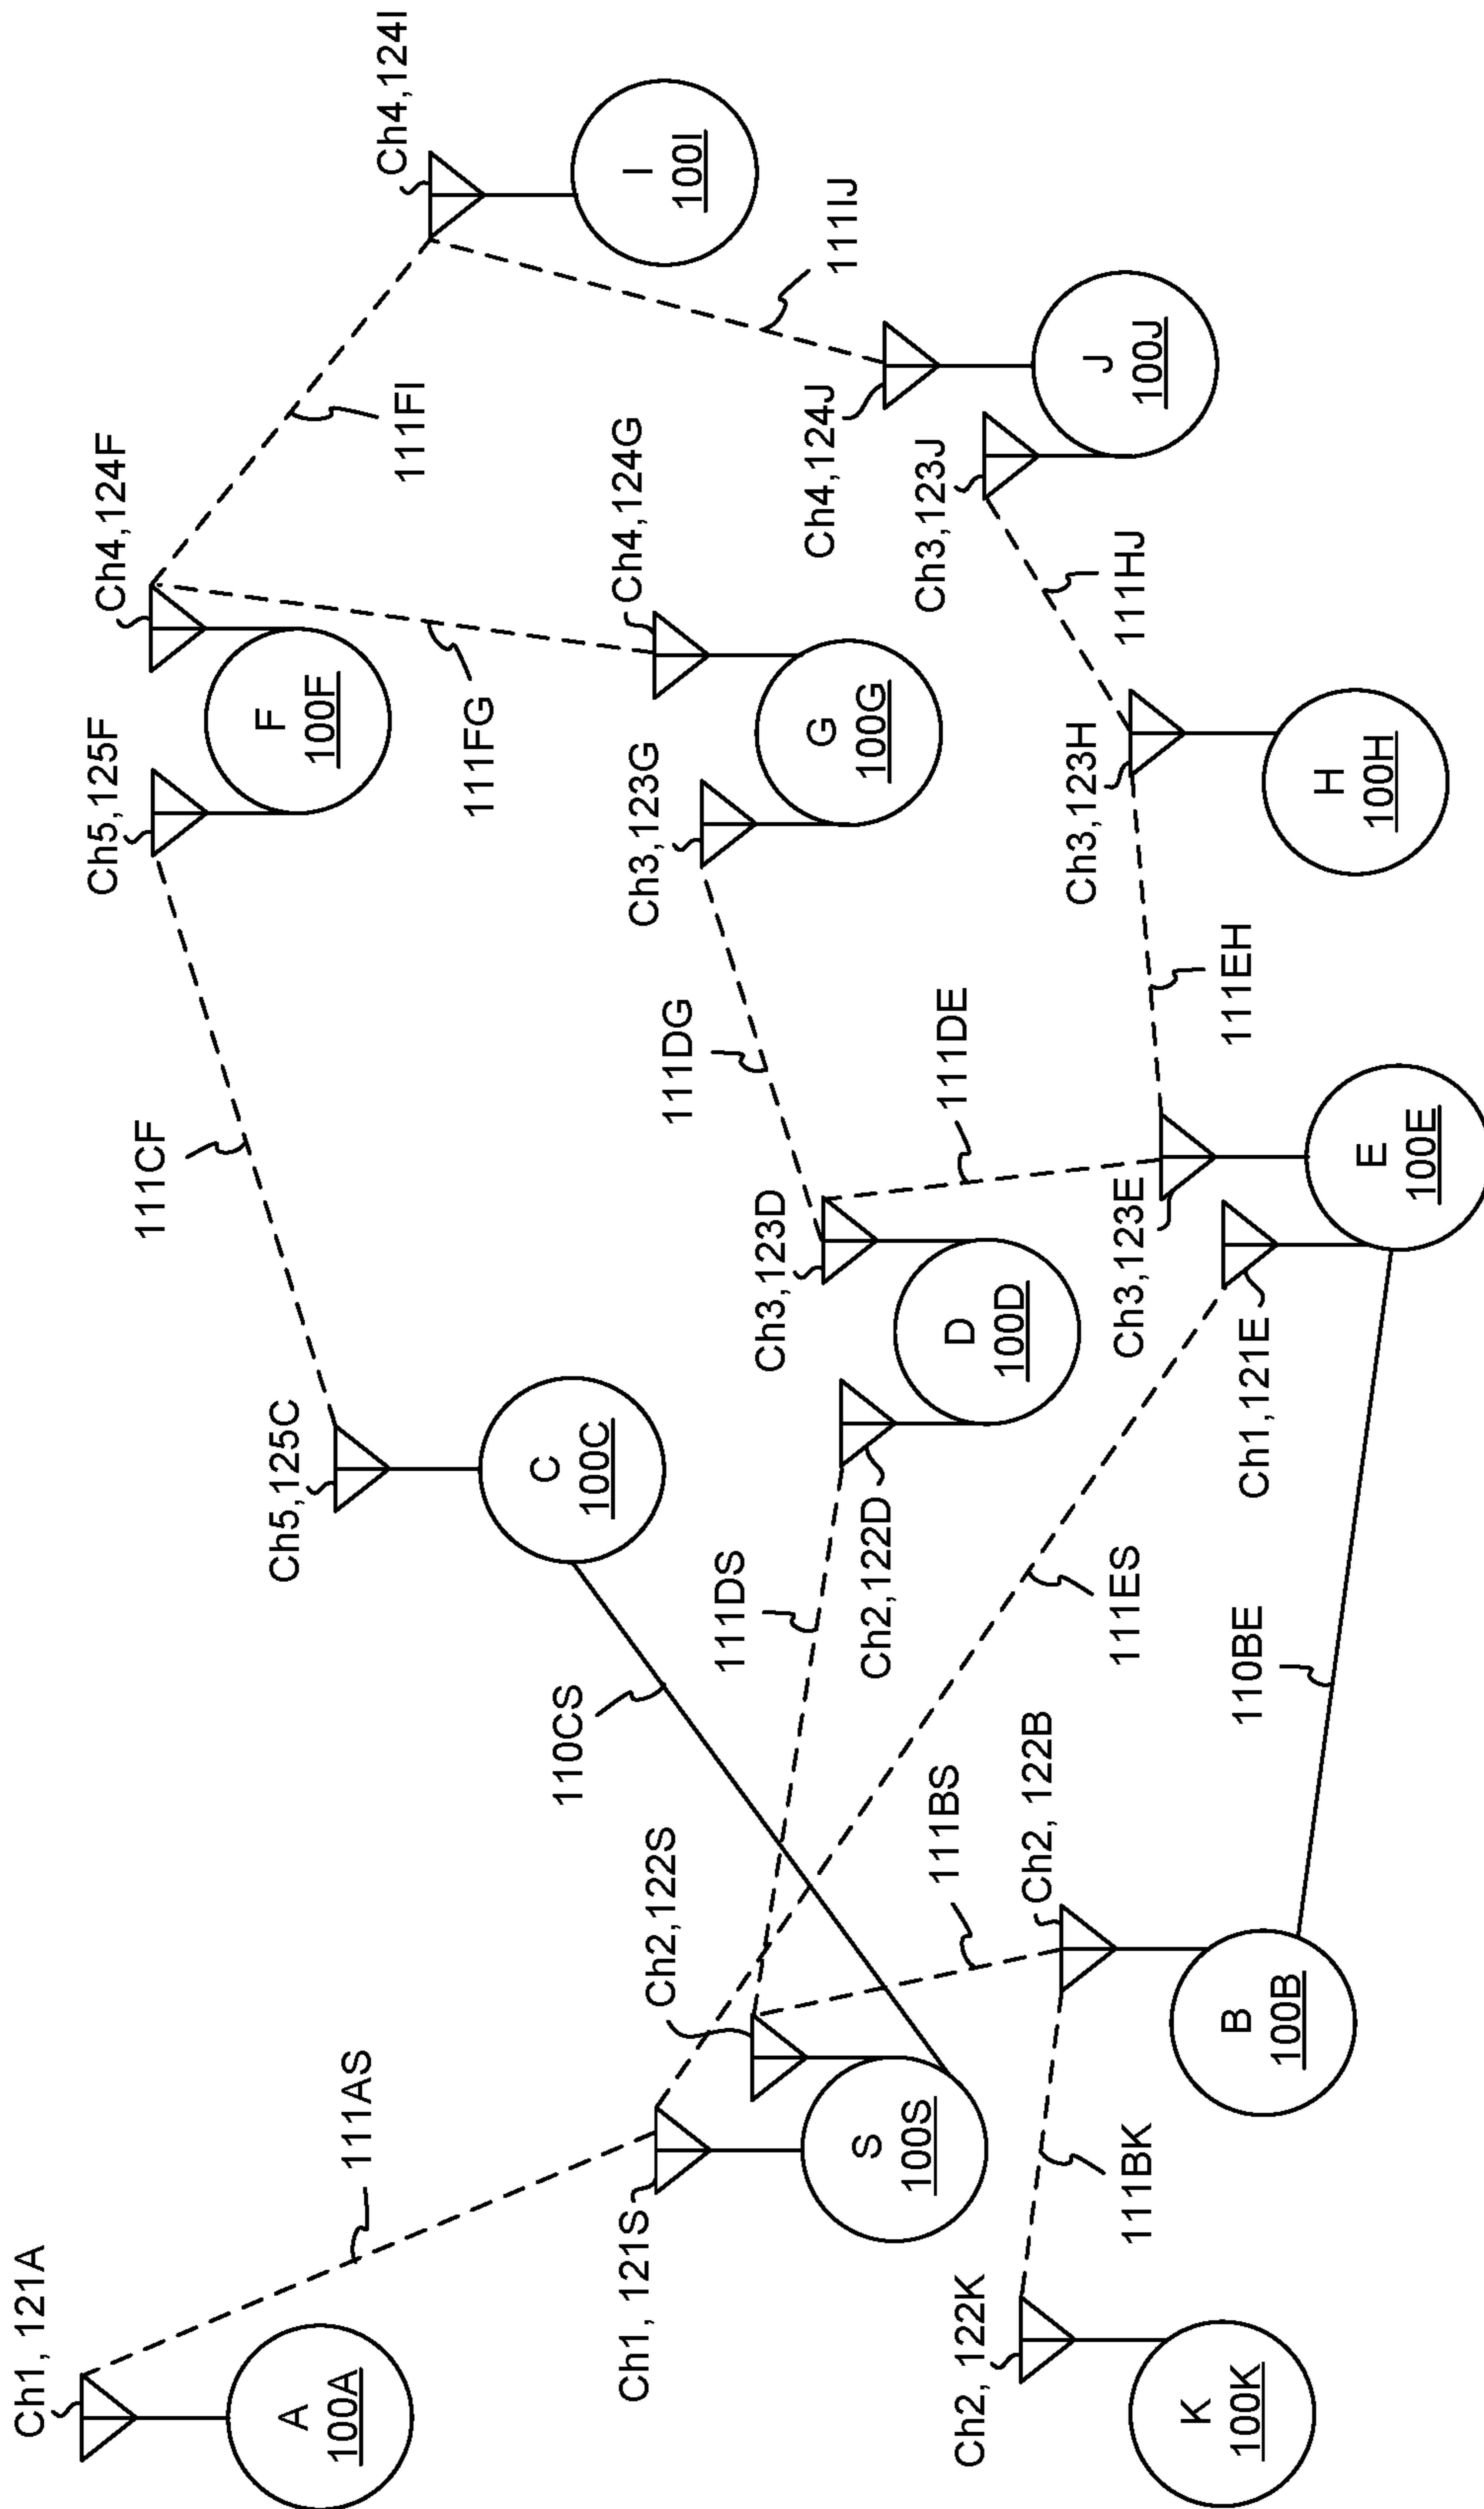 Ch1, 121A
A
100A
111AS
Ch1, 121S
S
100S
Ch2,122S
Ch2, 122K
K
100K
111BK
B
100B
Ch2, 122B
111BS
110CS
110BE
111ES
111DS
Ch2,122D
Ch5,125C
C
100C
111CF
Ch3,123D
D
100D
Ch1,121E
Ch3,123E
E
100E
111DE
111DG
111EH
Ch5,125F
F
100F
Ch4,124F
111FG
Ch3,123G
G
100G
Ch4,124G
Ch3,123H
H
100H
111HJ
111FI
Ch3,123J
Ch4,124J
J
100J
111IJ
Ch4,124I
I
100I